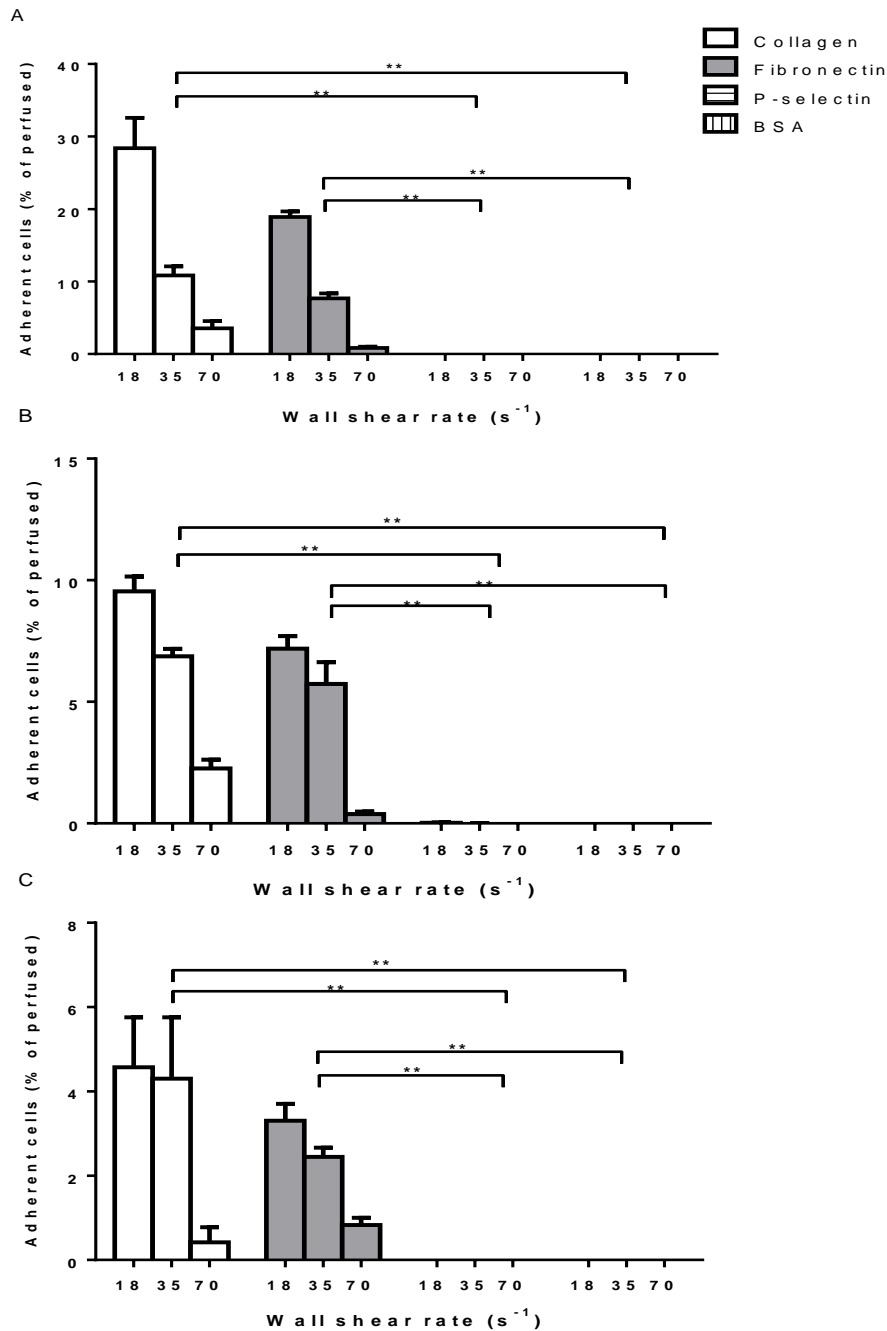 A
Collagen
Fibronectin
P-selectin
BSA
Adherent cells (% of perfused)
40
30
20
10
0
**
**
**
**
18 35 70 18 35 70 18 35 70 18 35 70
Wall shear rate (s⁻¹)
B
Adherent cells (% of perfused)
15
10
5
0
**
**
**
**
18 35 70 18 35 70 18 35 70 18 35 70
Wall shear rate (s⁻¹)
C
Adherent cells (% of perfused)
8
6
4
2
0
**
**
**
**
18 35 70 18 35 70 18 35 70 18 35 70
Wall shear rate (s⁻¹)